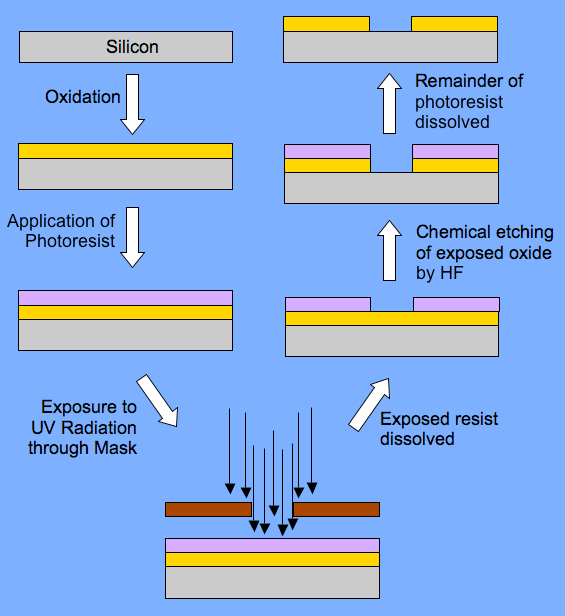 Silicon
Oxidation
Application of
Photoresist
Exposure to
UV Radiation
through Mask
Exposed resist
dissolved
Chemical etching
of exposed oxide
by HF
Remainder of
photoresist
dissolved